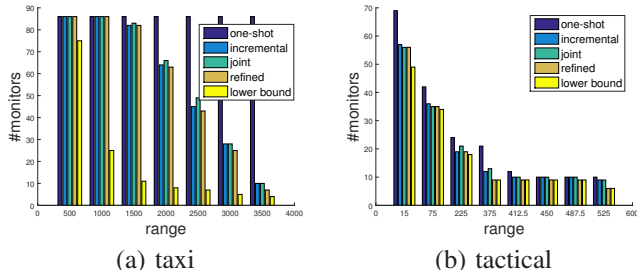 90
80
70
60
50
40
30
20
10
0
#monitors
one-shot
incremental
joint
refined
lower bound
0 500 1000 1500 2000 2500 3000 3500 4000
range
(a) taxi
70
60
50
40
30
20
10
0
#monitors
one-shot
incremental
joint
refined
lower bound
0 15 75 225 375 412.5 450 487.5 525 600
range
(b) tactical